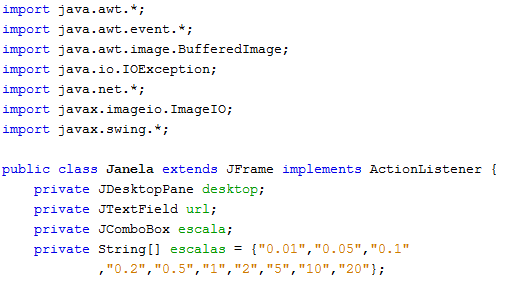 import java.awt.*;
import java.awt.event.*;
import java.awt.image.BufferedImage;
import java.io.IOException;
import java.net.*;
import javax.imageio.ImageIO;
import javax.swing.*;

public class Janela extends JFrame implements ActionListener {
    private JDesktopPane desktop;
    private JTextField url;
    private JComboBox escala;
    private String[] escalas = {"0.01","0.05","0.1"
            ,"0.2","0.5","1","2","5","10","20"};